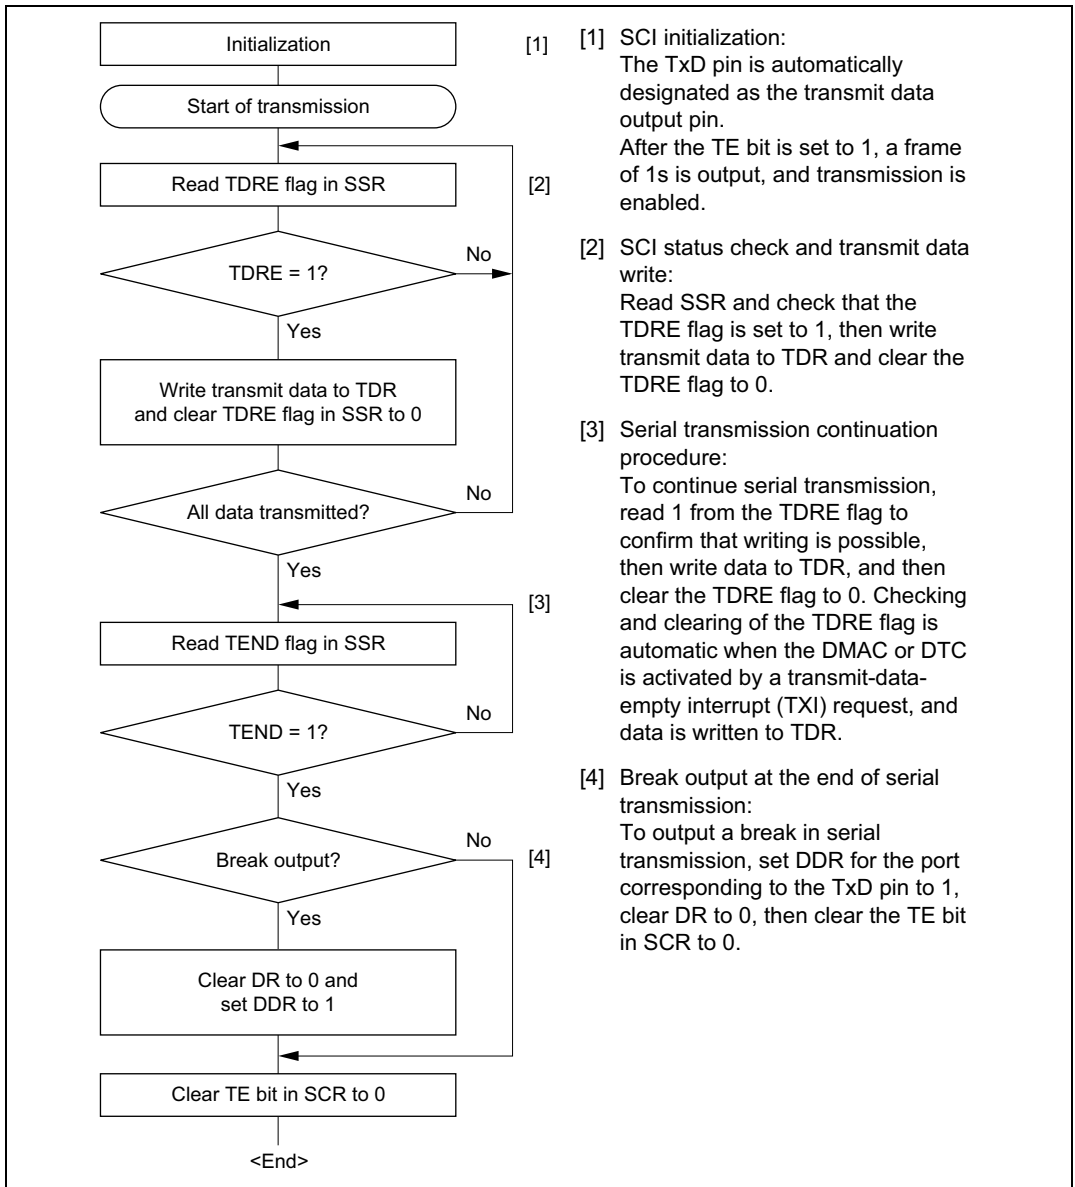 Initialization
[1]
Start of transmission
Read TDRE flag in SSR
[2]
TDRE = 1?
No
Yes
Write transmit data to TDR
and clear TDRE flag in SSR to 0
All data transmitted?
No
Yes
[3]
Read TEND flag in SSR
TEND = 1?
No
Yes
Break output?
No
[4]
Yes
Clear DR to 0 and
set DDR to 1
Clear TE bit in SCR to 0
<End>
[1] SCI initialization:
The TxD pin is automatically
designated as the transmit data
output pin.
After the TE bit is set to 1, a frame
of 1s is output, and transmission is
enabled.
[2] SCI status check and transmit data
write:
Read SSR and check that the
TDRE flag is set to 1, then write
transmit data to TDR and clear the
TDRE flag to 0.
[3] Serial transmission continuation
procedure:
To continue serial transmission,
read 1 from the TDRE flag to
confirm that writing is possible,
then write data to TDR, and then
clear the TDRE flag to 0. Checking
and clearing of the TDRE flag is
automatic when the DMAC or DTC
is activated by a transmit-data-
empty interrupt (TXI) request, and
data is written to TDR.
[4] Break output at the end of serial
transmission:
To output a break in serial
transmission, set DDR for the port
corresponding to the TxD pin to 1,
clear DR to 0, then clear the TE bit
in SCR to 0.